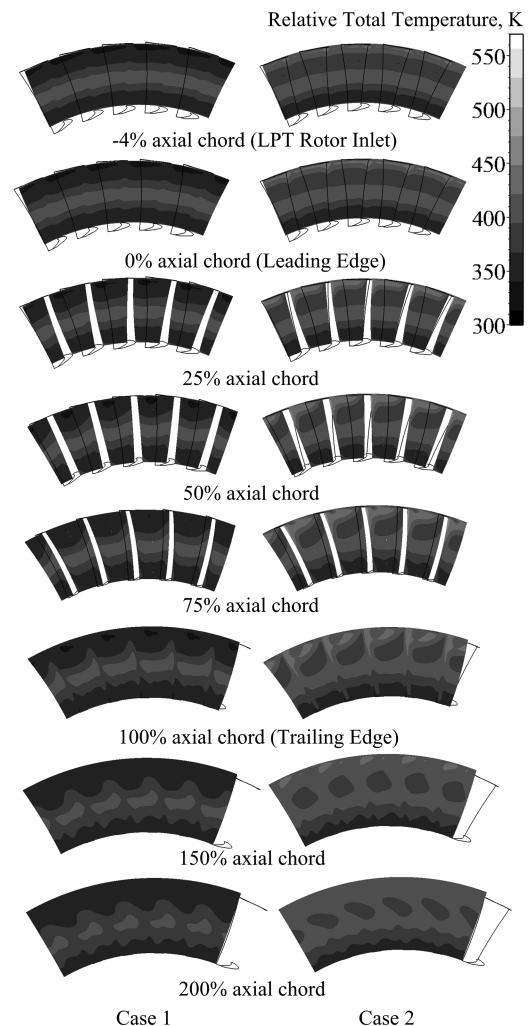 Relative Total Temperature, K
550
500
450
400
350
300
-4% axial chord (LPT Rotor Inlet)
0% axial chord (Leading Edge)
25% axial chord
50% axial chord
75% axial chord
100% axial chord (Trailing Edge)
150% axial chord
200% axial chord
Case 1
Case 2